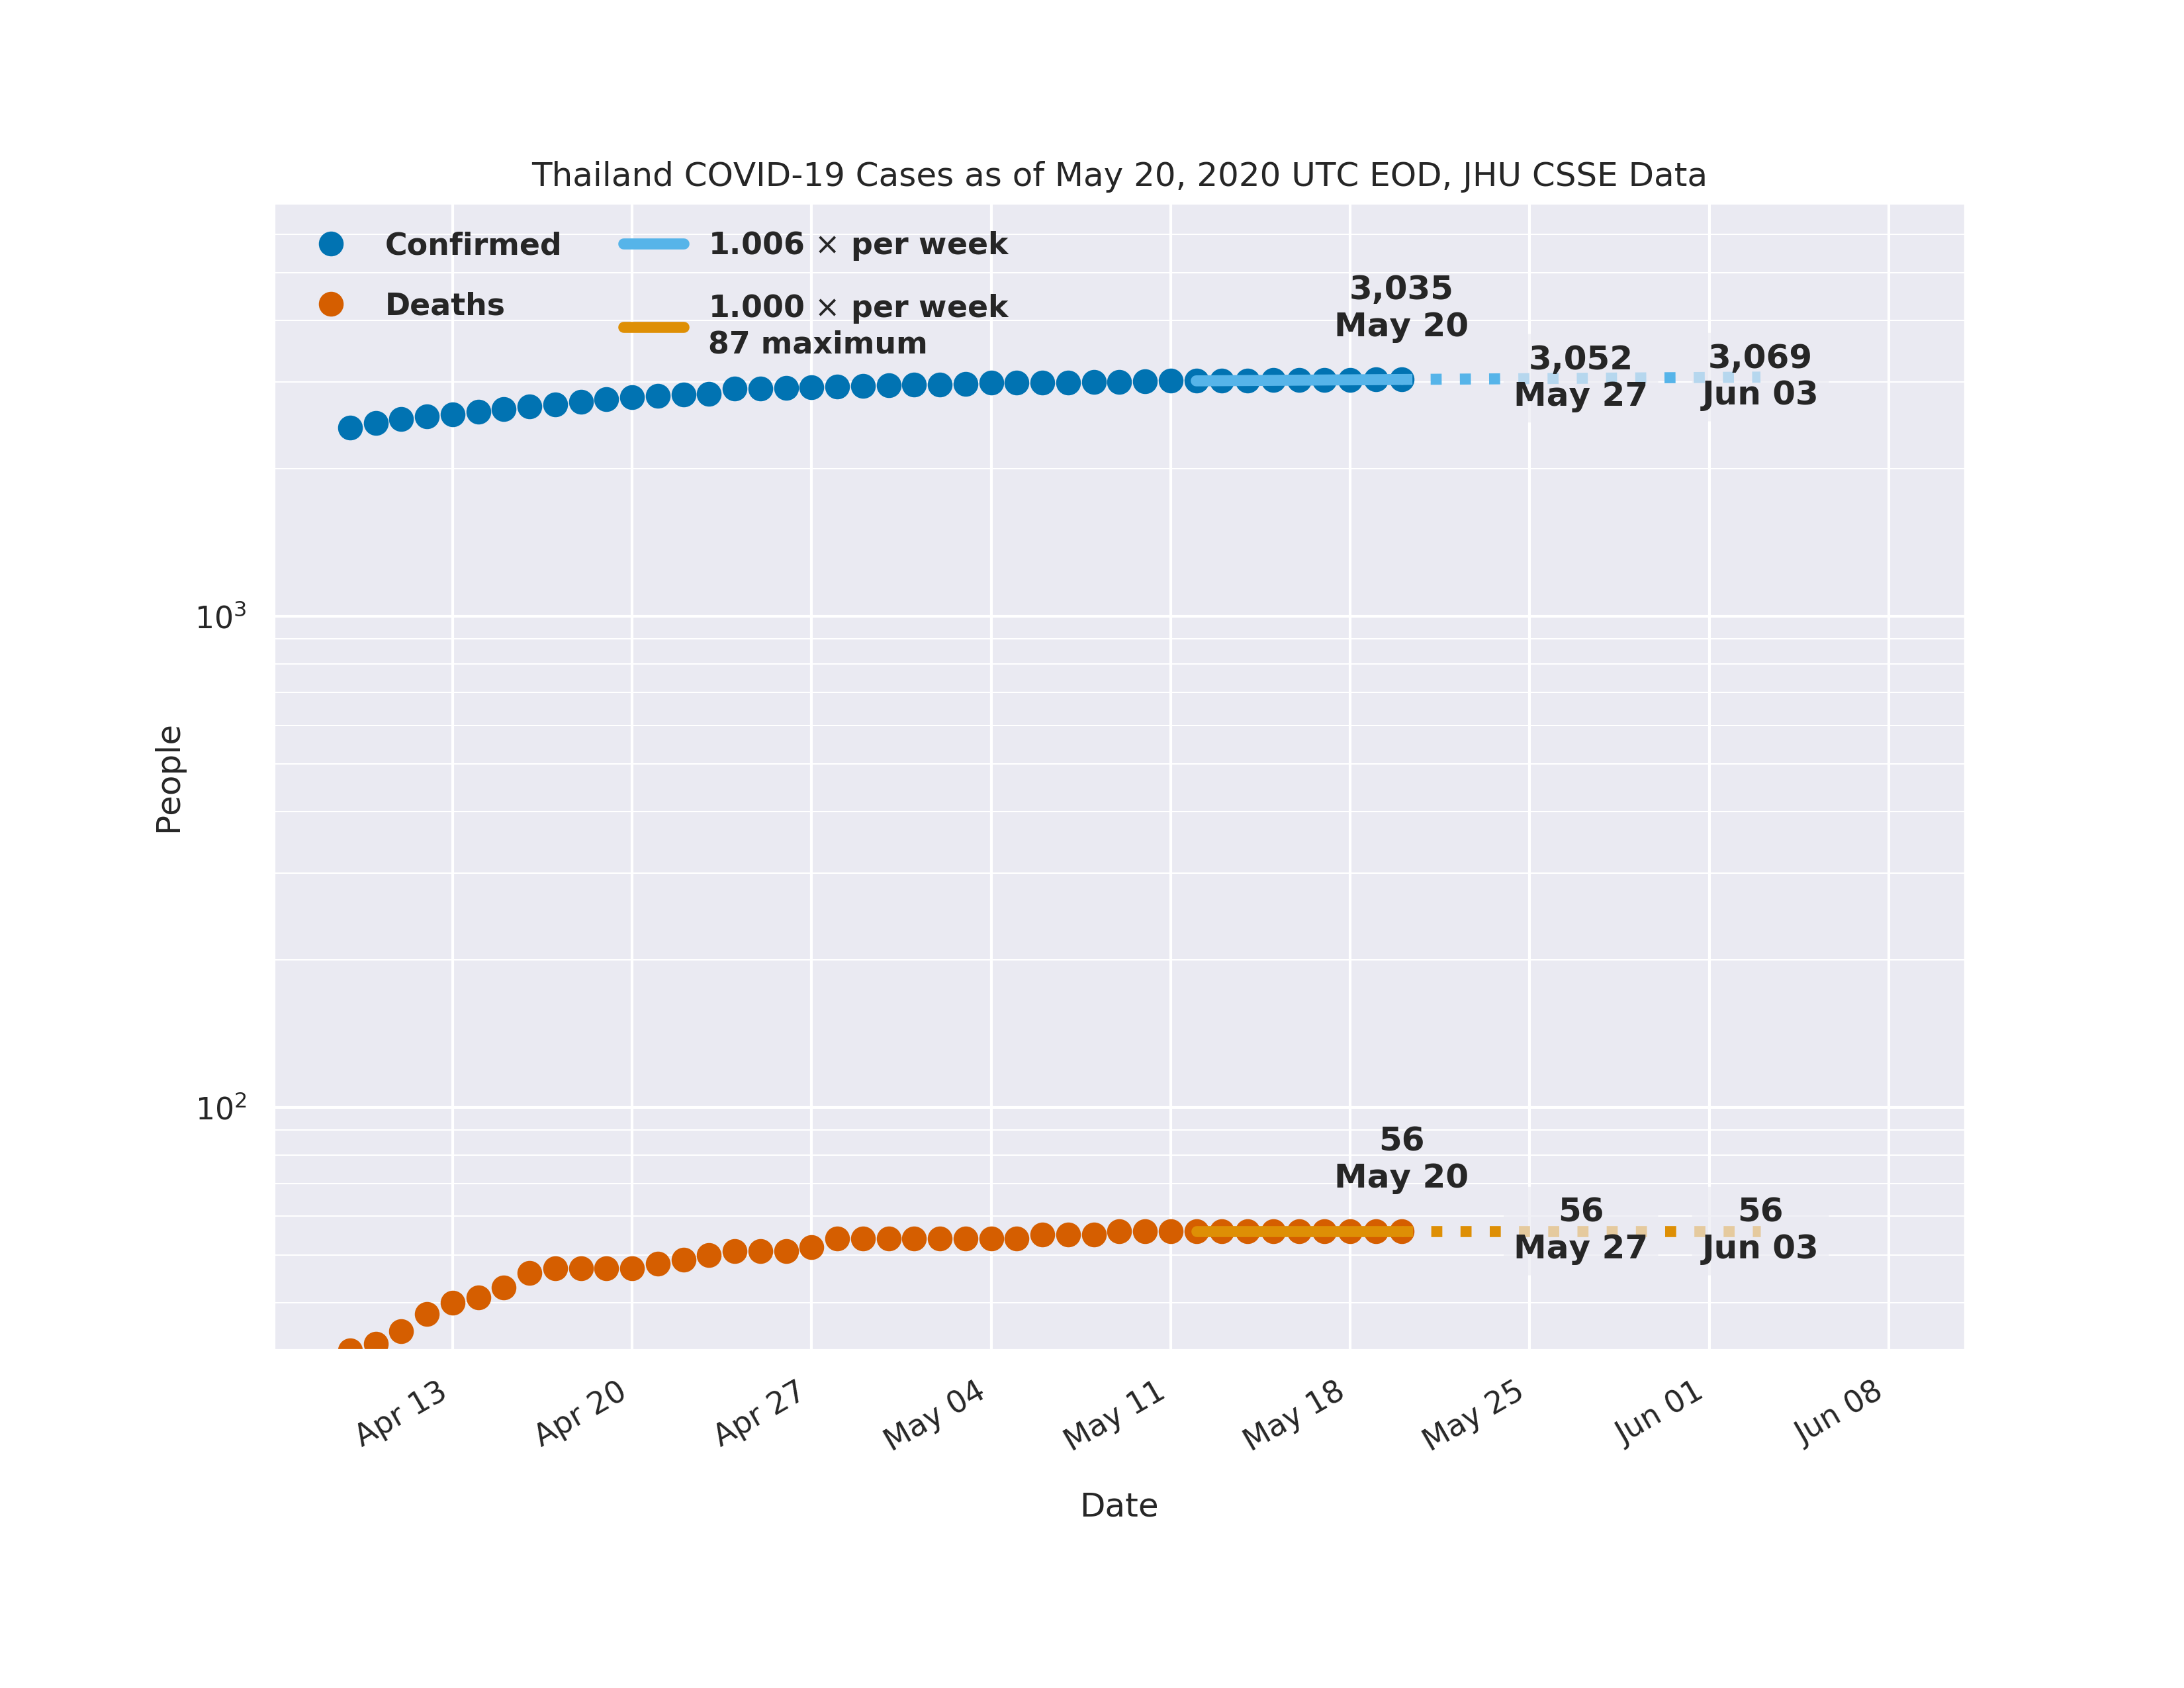 Thailand COVID-19 Cases as of May 20, 2020 UTC EOD, JHU CSSE Data
Confirmed
Deaths
1.006 × per week
1.000 × per week
87 maximum
3,035
May 20
3,052
May 27
3,069
Jun 03
10³
People
10²
56
May 20
56
May 27
56
Jun 03
Apr 13
Apr 20
Apr 27
May 04
May 11
May 18
May 25
Jun 01
Jun 08
Date